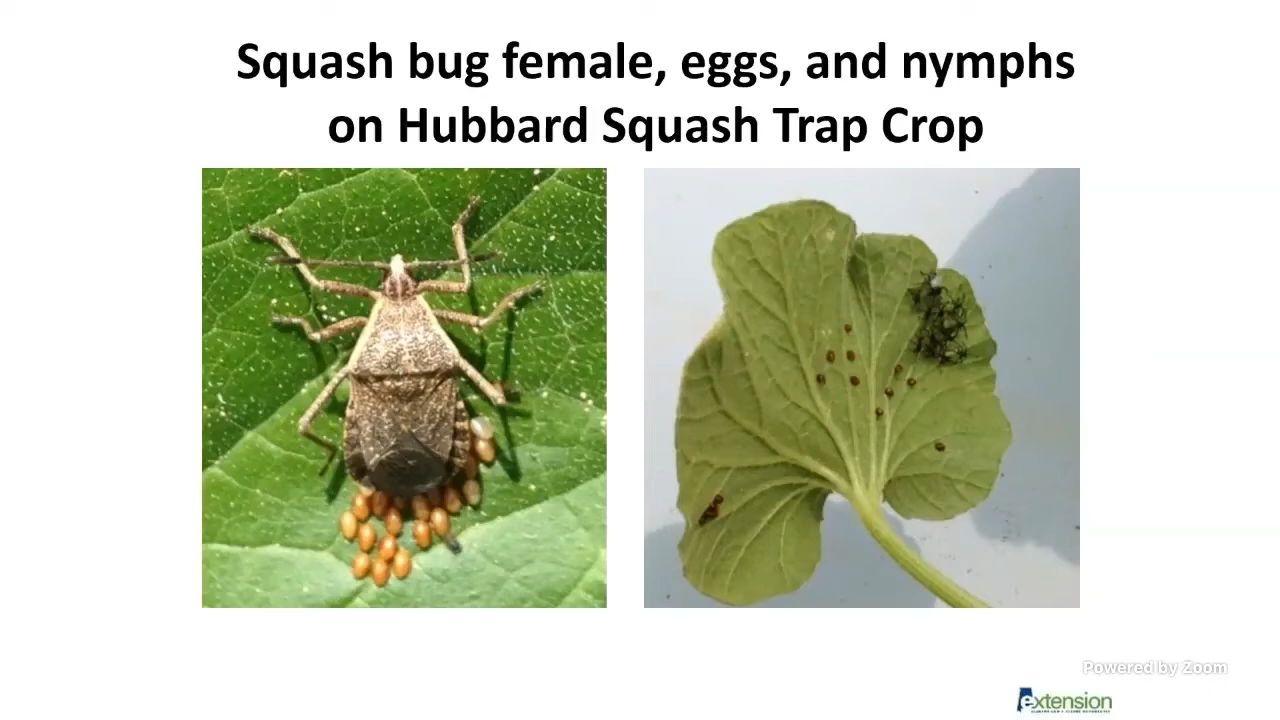 Squash bug female, eggs, and nymphs
on Hubbard Squash Trap Crop
Powered by Zoom
extension